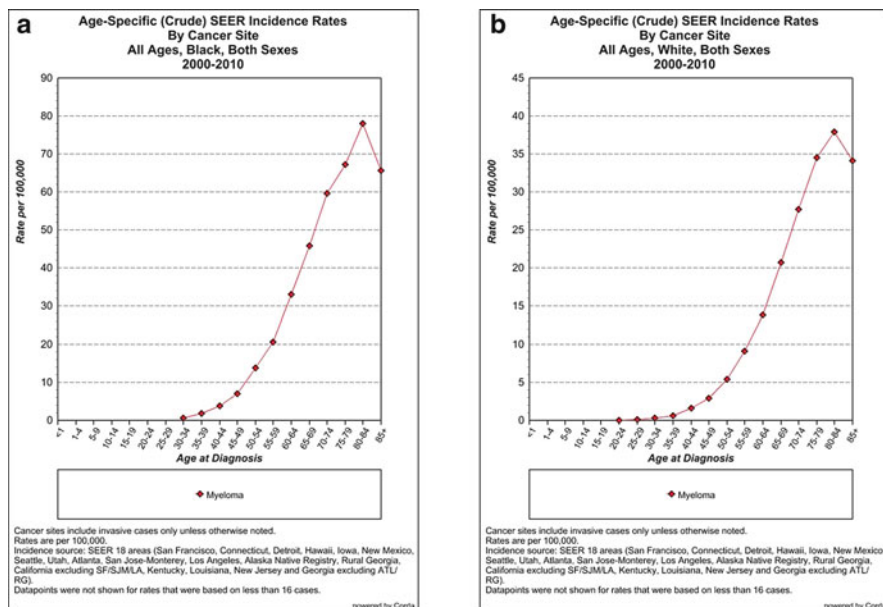 a
Age-Specific (Crude) SEER Incidence Rates
By Cancer Site
All Ages, Black, Both Sexes
2000-2010
90
80
70
60
50
40
30
20
10
0
Rate per 100,000
<1
1-4
5-9
10-14
15-19
20-24
25-29
30-34
35-39
40-44
45-49
50-54
55-59
60-64
65-69
70-74
75-79
80-84
85+
Age at Diagnosis
Myeloma
Cancer sites include invasive cases only unless otherwise noted.
Rates are per 100,000.
Incidence source: SEER 18 areas (San Francisco, Connecticut, Detroit, Hawaii, Iowa, New Mexico,
Seattle, Utah, Atlanta, San Jose-Monterey, Los Angeles, Alaska Native Registry, Rural Georgia,
California excluding SF/SJM/LA, Kentucky, Louisiana, New Jersey and Georgia excluding ATL/
RG).
Datapoints were not shown for rates that were based on less than 16 cases.
powered by Corda
b
Age-Specific (Crude) SEER Incidence Rates
By Cancer Site
All Ages, White, Both Sexes
2000-2010
45
40
35
30
25
20
15
10
5
0
Rate per 100,000
<1
1-4
5-9
10-14
15-19
20-24
25-29
30-34
35-39
40-44
45-49
50-54
55-59
60-64
65-69
70-74
75-79
80-84
85+
Age at Diagnosis
Myeloma
Cancer sites include invasive cases only unless otherwise noted.
Rates are per 100,000.
Incidence source: SEER 18 areas (San Francisco, Connecticut, Detroit, Hawaii, Iowa, New Mexico,
Seattle, Utah, Atlanta, San Jose-Monterey, Los Angeles, Alaska Native Registry, Rural Georgia,
California excluding SF/SJM/LA, Kentucky, Louisiana, New Jersey and Georgia excluding ATL/
RG).
Datapoints were not shown for rates that were based on less than 16 cases.
powered by Corda